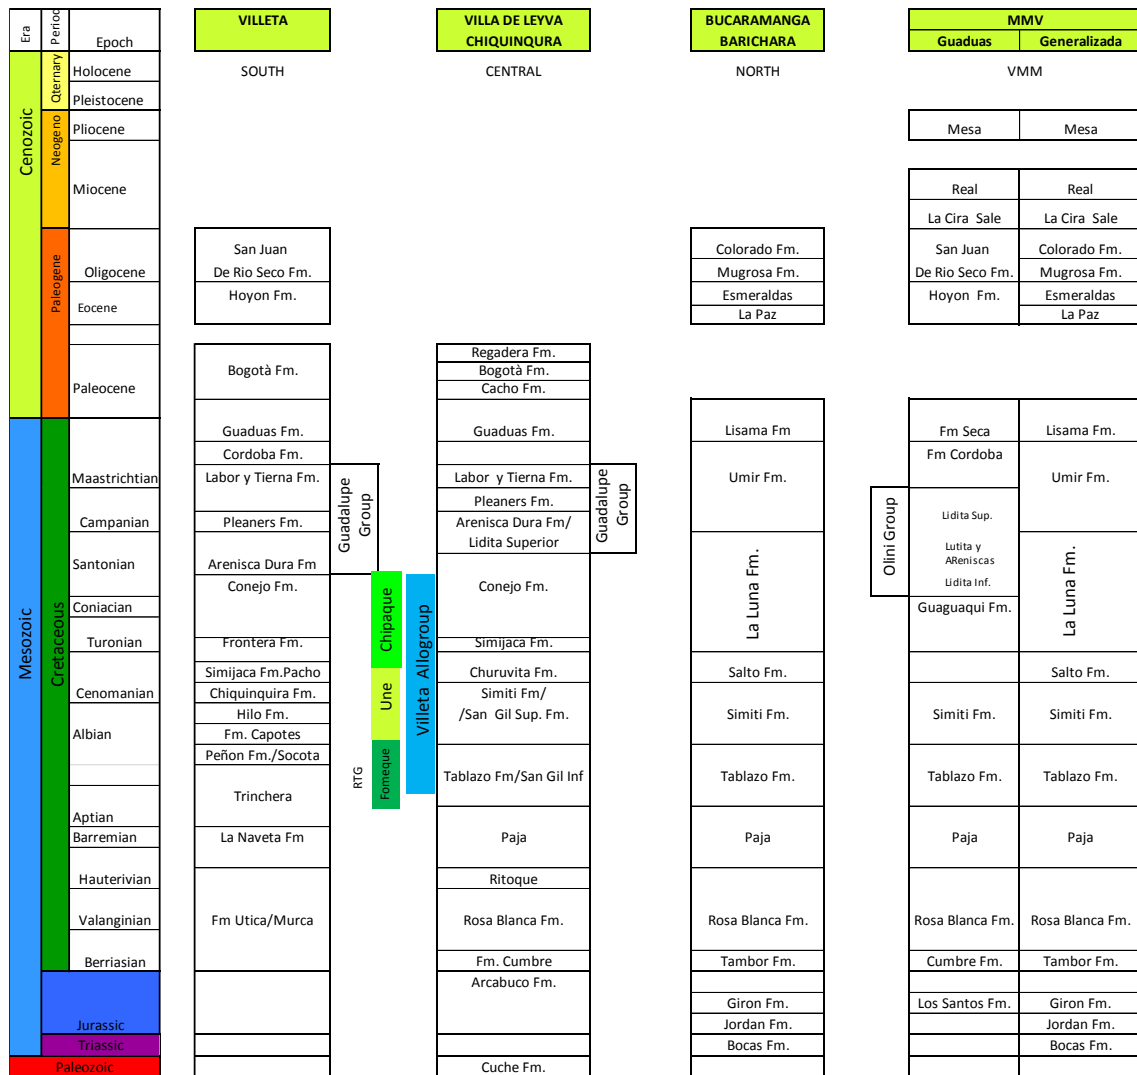 Era
Period
Epoch
VILLETA
VILLA DE LEYVA
CHIQUINQURA
BUCARAMANGA
BARICHARA
MMV
Guaduas
Generalizada
SOUTH
CENTRAL
NORTH
VMM
Cenozoic
Qternary
Neogeno
Paleogene
Mesozoic
Cretaceous
Jurassic
Triassic
Paleozoic
Holocene
Pleistocene
Pliocene
Miocene
Oligocene
Eocene
Paleocene
Maastrichtian
Campanian
Santonian
Coniacian
Turonian
Cenomanian
Albian
Aptian
Barremian
Hauterivian
Valanginian
Berriasian
San Juan
De Rio Seco Fm.
Hoyon Fm.
Bogotà Fm.
Guaduas Fm.
Cordoba Fm.
Labor y Tierna Fm.
Pleaners Fm.
Arenisca Dura Fm
Conejo Fm.
Frontera Fm.
Simijaca Fm.Pacho
Chiquinquira Fm.
Hilo Fm.
Fm. Capotes
Peñon Fm./Socota
Trinchera
La Naveta Fm
Fm Utica/Murca
Guadalupe
Group
Chipaque
Une
Fomeque
RTG
Villeta Allogroup
Regadera Fm.
Bogotà Fm.
Cacho Fm.
Guaduas Fm.
Labor y Tierna Fm.
Pleaners Fm.
Arenisca Dura Fm/
Lidita Superior
Conejo Fm.
Simijaca Fm.
Churuvita Fm.
Simiti Fm/
/San Gil Sup. Fm.
Tablazo Fm/San Gil Inf
Paja
Ritoque
Rosa Blanca Fm.
Fm. Cumbre
Arcabuco Fm.
Cuche Fm.
Guadalupe
Group
Colorado Fm.
Mugrosa Fm.
Esmeraldas
La Paz
Lisama Fm
Umir Fm.
La Luna Fm.
Salto Fm.
Simiti Fm.
Tablazo Fm.
Paja
Rosa Blanca Fm.
Tambor Fm.
Giron Fm.
Jordan Fm.
Bocas Fm.
Olini Group
Mesa
Real
La Cira Sale
San Juan
De Rio Seco Fm.
Hoyon Fm.
Fm Seca
Fm Cordoba
Lidita Sup.
Lutita y
AReniscas
Lidita Inf.
Guaguaqui Fm.
Simiti Fm.
Tablazo Fm.
Paja
Rosa Blanca Fm.
Cumbre Fm.
Los Santos Fm.
Mesa
Real
La Cira Sale
Colorado Fm.
Mugrosa Fm.
Esmeraldas
La Paz
Lisama Fm.
Umir Fm.
La Luna Fm.
Salto Fm.
Simiti Fm.
Tablazo Fm.
Paja
Rosa Blanca Fm.
Tambor Fm.
Giron Fm.
Jordan Fm.
Bocas Fm.